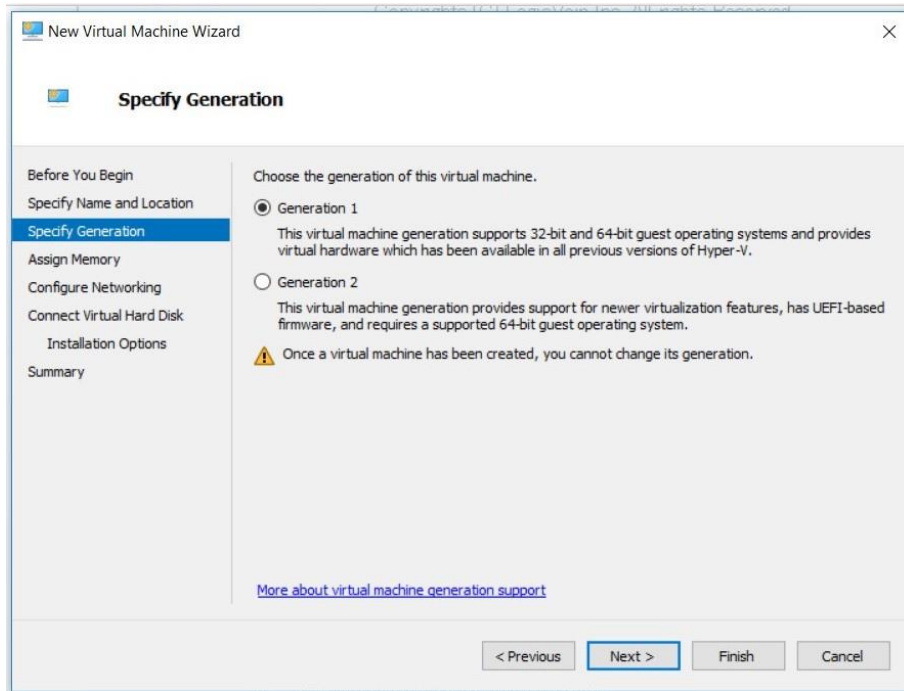 New Virtual Machine Wizard
Specify Generation
Before You Begin
Specify Name and Location
Specify Generation
Assign Memory
Configure Networking
Connect Virtual Hard Disk
Installation Options
Summary
Choose the generation of this virtual machine.
Generation 1
This virtual machine generation supports 32-bit and 64-bit guest operating systems and provides
virtual hardware which has been available in all previous versions of Hyper-V.
Generation 2
This virtual machine generation provides support for newer virtualization features, has UEFI-based
firmware, and requires a supported 64-bit guest operating system.
Once a virtual machine has been created, you cannot change its generation.
More about virtual machine generation support
< Previous
Next >
Finish
Cancel